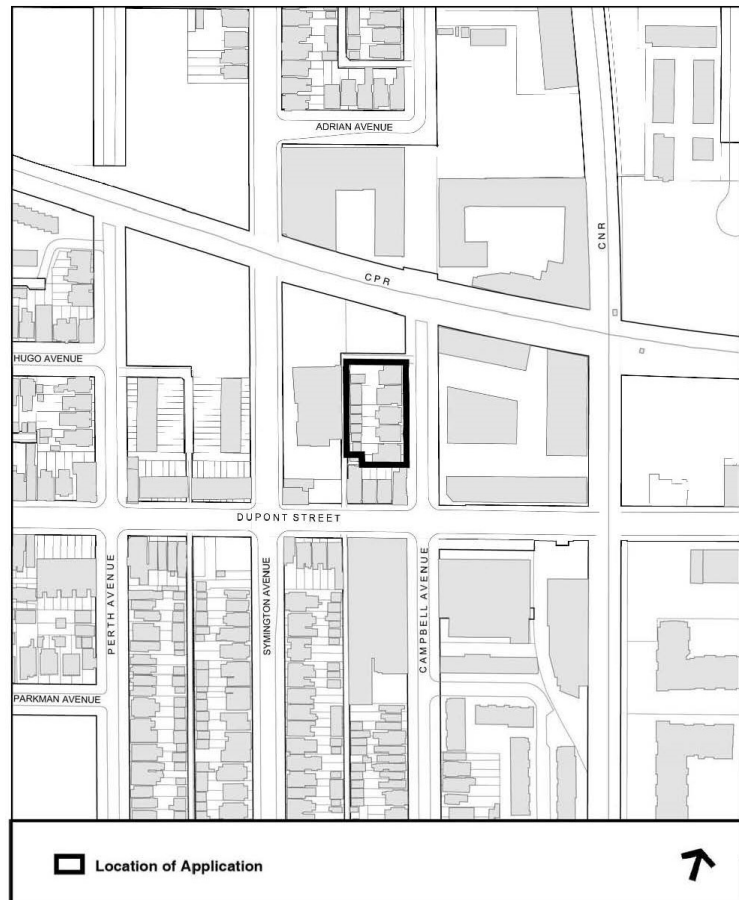 ADRIAN AVENUE
CNR
CPR
HUGO AVENUE
DUPONT STREET
PERTH AVENUE
SYMINGTON AVENUE
CAMPBELL AVENUE
PARKMAN AVENUE
Location of Application